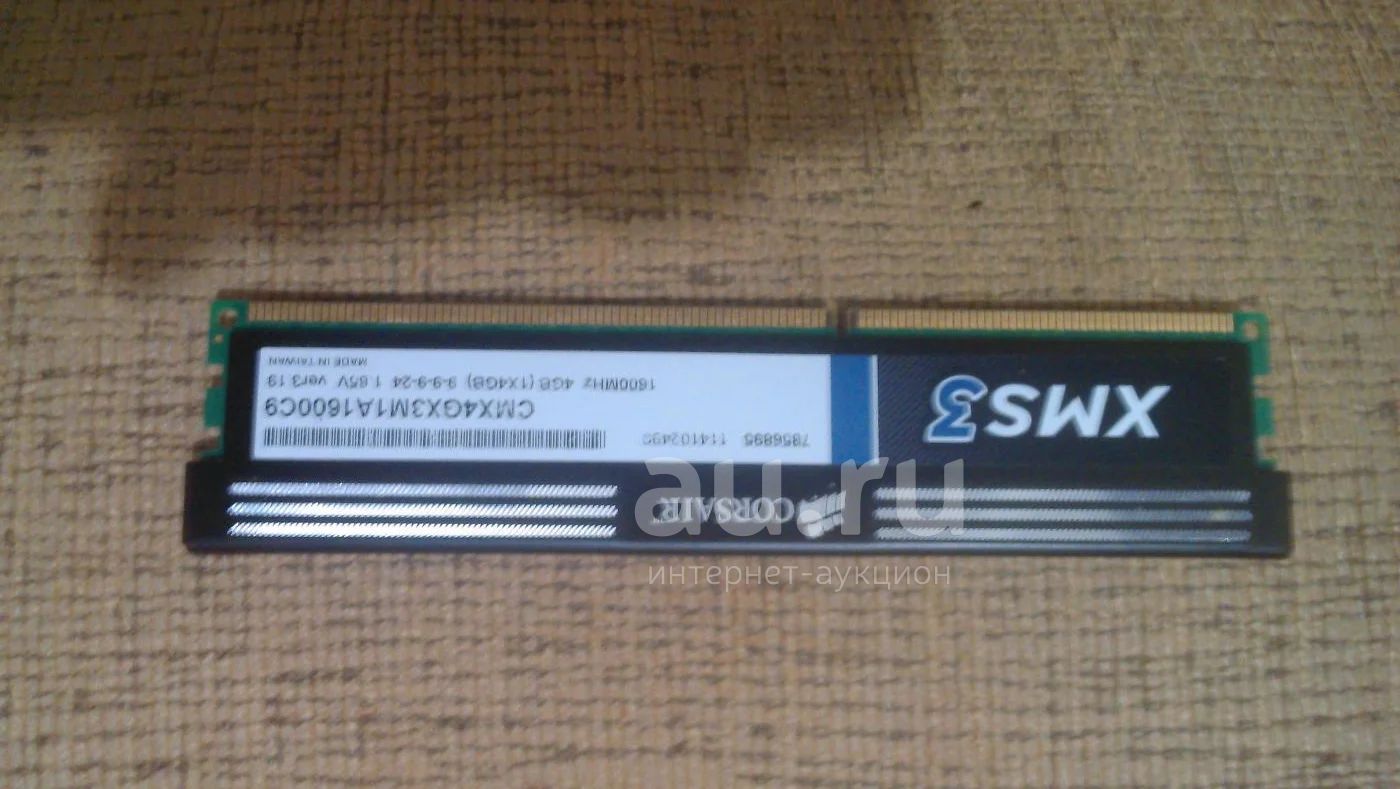 XMS3
CORSAIR
7856895 1141024
CMX4GX3M1A1600C9
1600MHz 4GB (1X4GB) 9-9-9-24 1.65V ver3.19
MADE IN TAIWAN
au.ru
интернет-аукцион